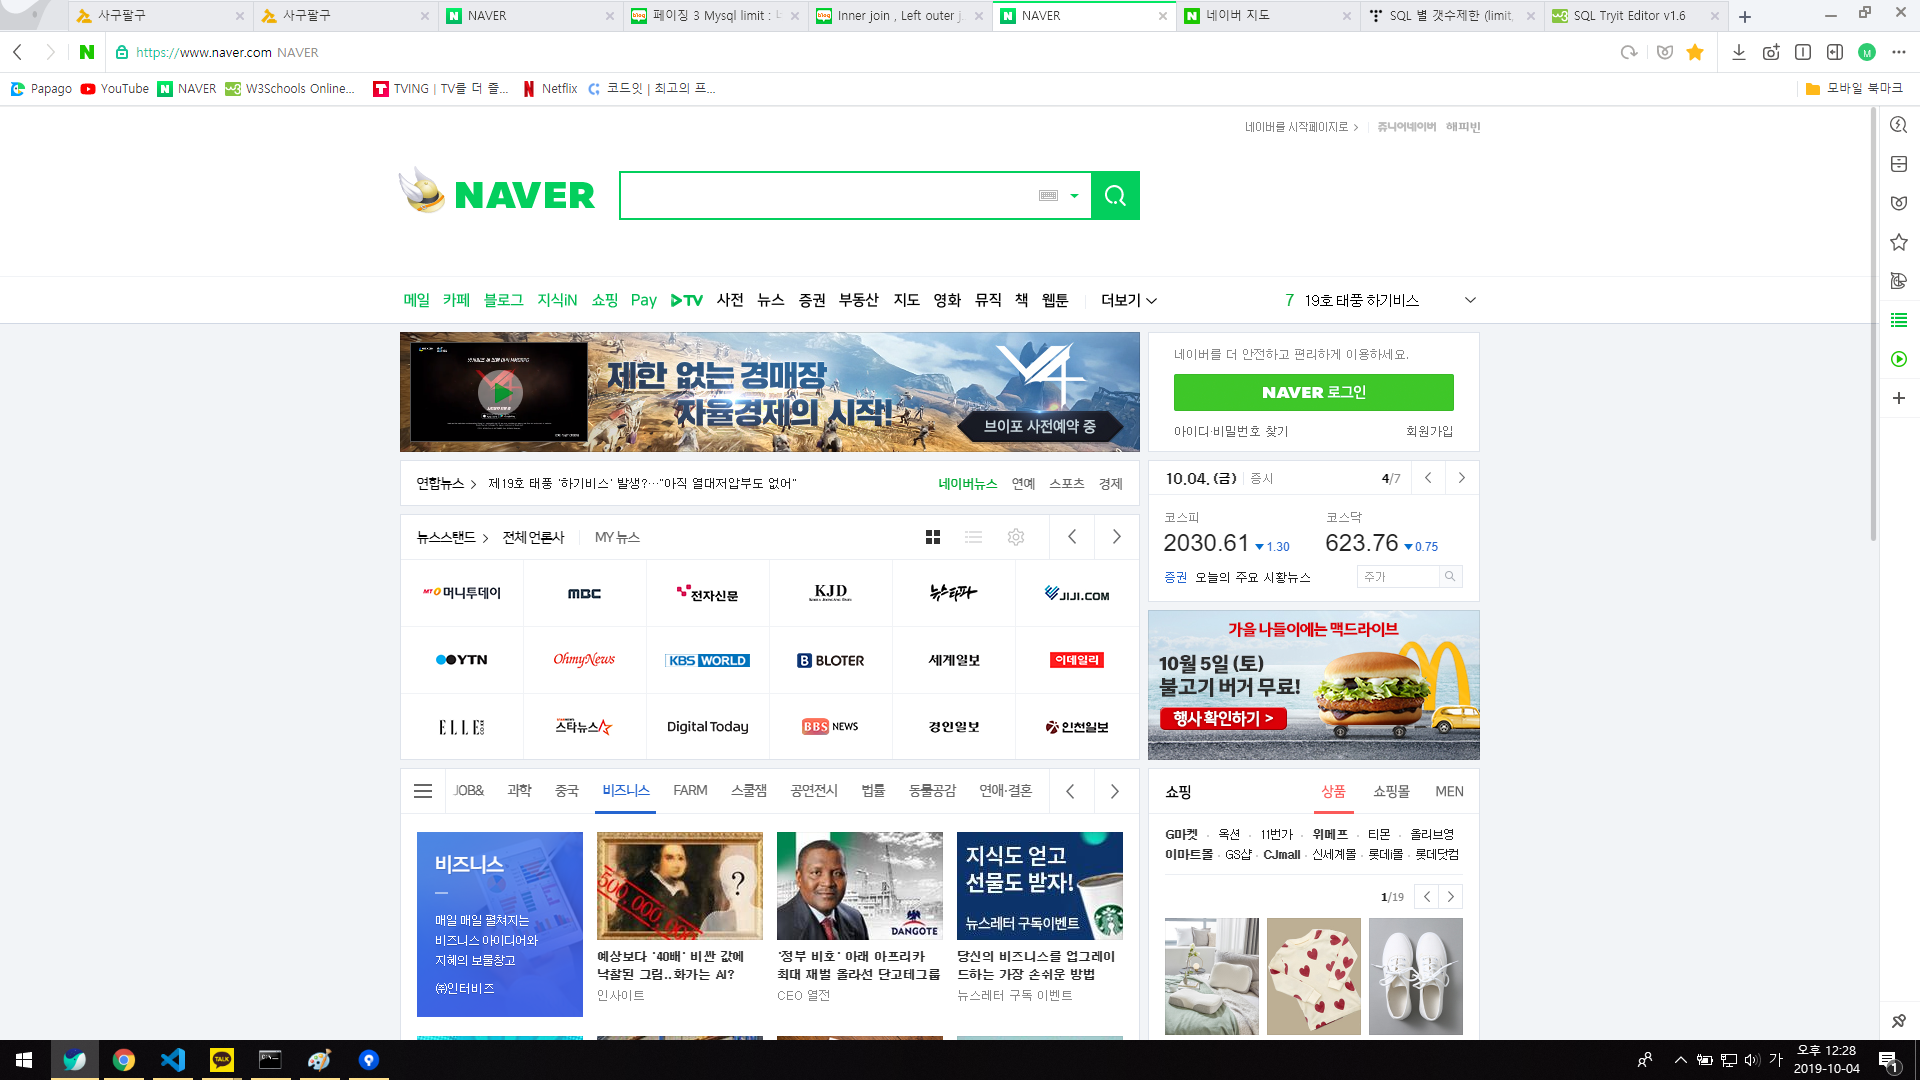 사구팔구
사구팔구
NAVER
페이징 3 Mysql limit : 네
Inner join , Left outer j
NAVER
네이버 지도
SQL 별 갯수제한 (limit,
SQL Tryit Editor v1.6
https://www.naver.com NAVER
Papago
YouTube
NAVER
W3Schools Online...
TVING | TV를 더 즐...
Netflix
코드잇 | 최고의 프...
모바일 북마크
네이버를 시작페이지로
쥬니어네이버 해피빈
NAVER
메일 카페 블로그 지식iN 쇼핑 Pay TV 사전 뉴스 증권 부동산 지도 영화 뮤직 책 웹툰 더보기
7 19호 태풍 하기비스
제한 없는 경매장
자율경제의 시작!
V4
브이포 사전예약 중
네이버를 더 안전하고 편리하게 이용하세요.
NAVER 로그인
아이디·비밀번호 찾기 회원가입
연합뉴스 > 제19호 태풍 '하기비스' 발생?…"아직 열대저압부도 없어"
네이버뉴스 연예 스포츠 경제
10.04. (금) 증시 4/7
코스피 코스닥
2030.61 ▼1.30 623.76 ▼0.75
증권 오늘의 주요 시황뉴스 주가
뉴스스탠드 > 전체 언론사 MY 뉴스
MT 머니투데이 MBC 전자신문 KJD 뉴스타파 JIJI.COM
YTN OhmyNews KBS WORLD BLOTER 세계일보 이데일리
ELLE 스타뉴스 Digital Today BBS NEWS 경인일보 인천일보
가을 나들이에는 맥드라이브
10월 5일 (토)
불고기 버거 무료!
행사 확인하기 >
JOB& 과학 중국 비즈니스 FARM 스쿨잼 공연전시 법률 동물공감 연애·결혼
비즈니스
매일 매일 펼쳐지는
비즈니스 아이디어와
지혜의 보물창고
㈜인터비즈
500,000,000
?
예상보다 '40배' 비싼 값에
낙찰된 그림..화가는 AI?
인사이트
DANGOTE
'정부 비호' 아래 아프리카
최대 재벌 올라선 단고테그룹
CEO 열전
지식도 얻고
선물도 받자!
뉴스레터 구독이벤트
당신의 비즈니스를 업그레이
드하는 가장 손쉬운 방법
뉴스레터 구독 이벤트
쇼핑 상품 쇼핑몰 MEN
G마켓 · 옥션 · 11번가 · 위메프 · 티몬 · 올리브영
이마트몰 · GS샵 · CJmall · 신세계몰 · 롯데i몰 · 롯데닷컴
1/19
TALK
가
오후 12:28
2019-10-04
1